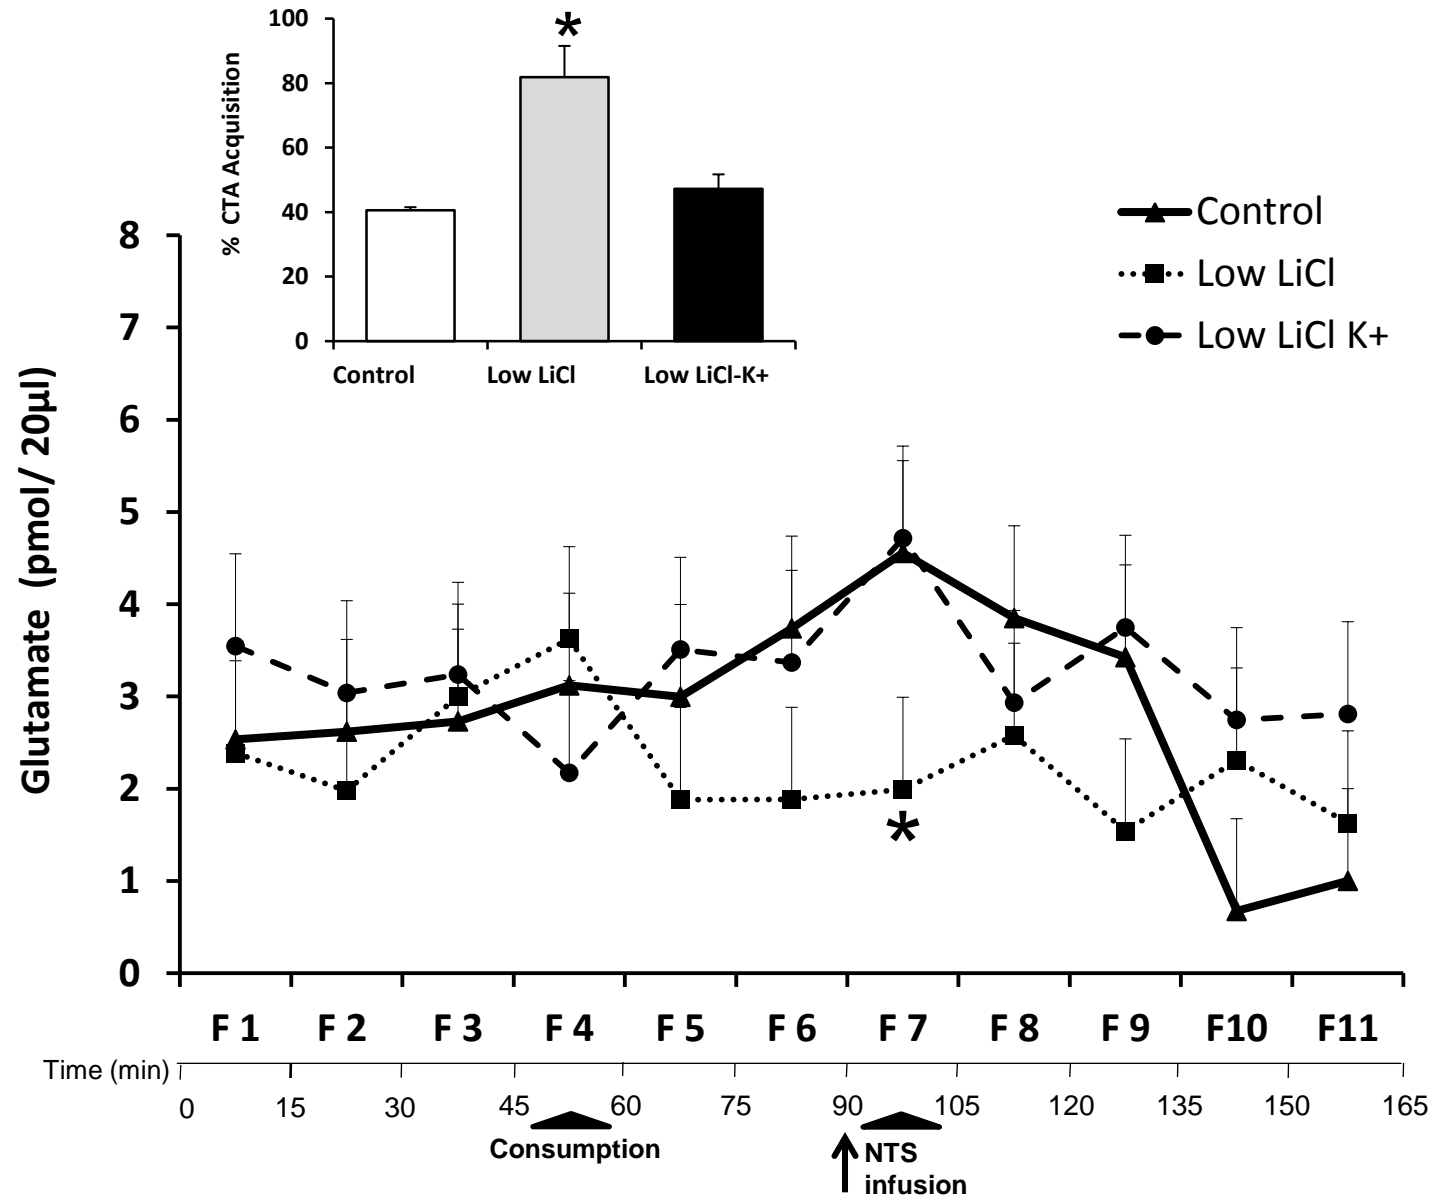 100
80
60
40
20
0
% CTA Acquisition
*
Control Low LiCl Low LiCl-K+
Control
Low LiCl
Low LiCl K+
8
7
6
5
4
3
2
1
0
Glutamate (pmol/ 20µl)
*
F 1 F 2 F 3 F 4 F 5 F 6 F 7 F 8 F 9 F10 F11
Time (min)
0 15 30 45 60 75 90 105 120 135 150 165
Consumption
NTS
infusion